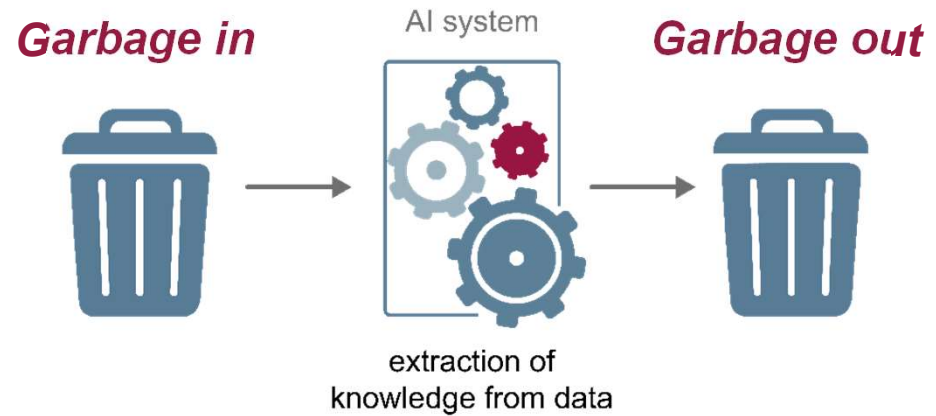 Garbage in
AI system
Garbage out
extraction of
knowledge from data